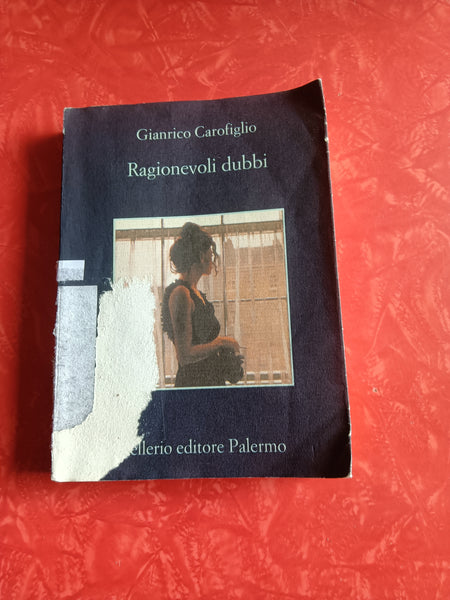 Gianrico Carofiglio
Ragionevoli dubbi
ellerio editore Palermo